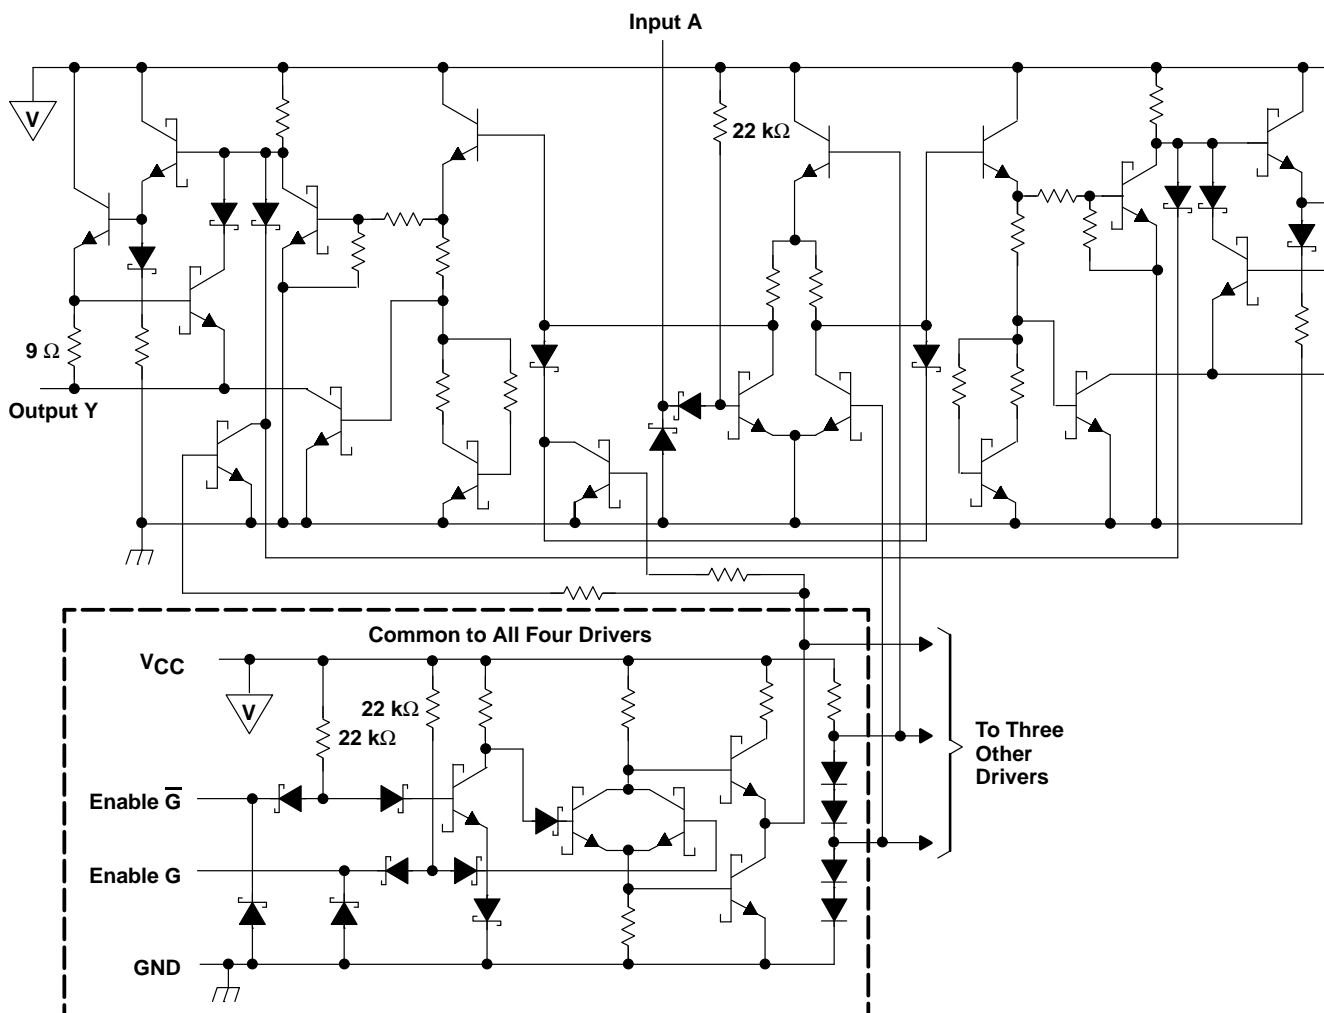 Input A
V
22 kΩ
9 Ω
Output Y
Common to All Four Drivers
VCC
V
22 kΩ
22 kΩ
To Three
Other
Drivers
Enable G̅
Enable G
GND